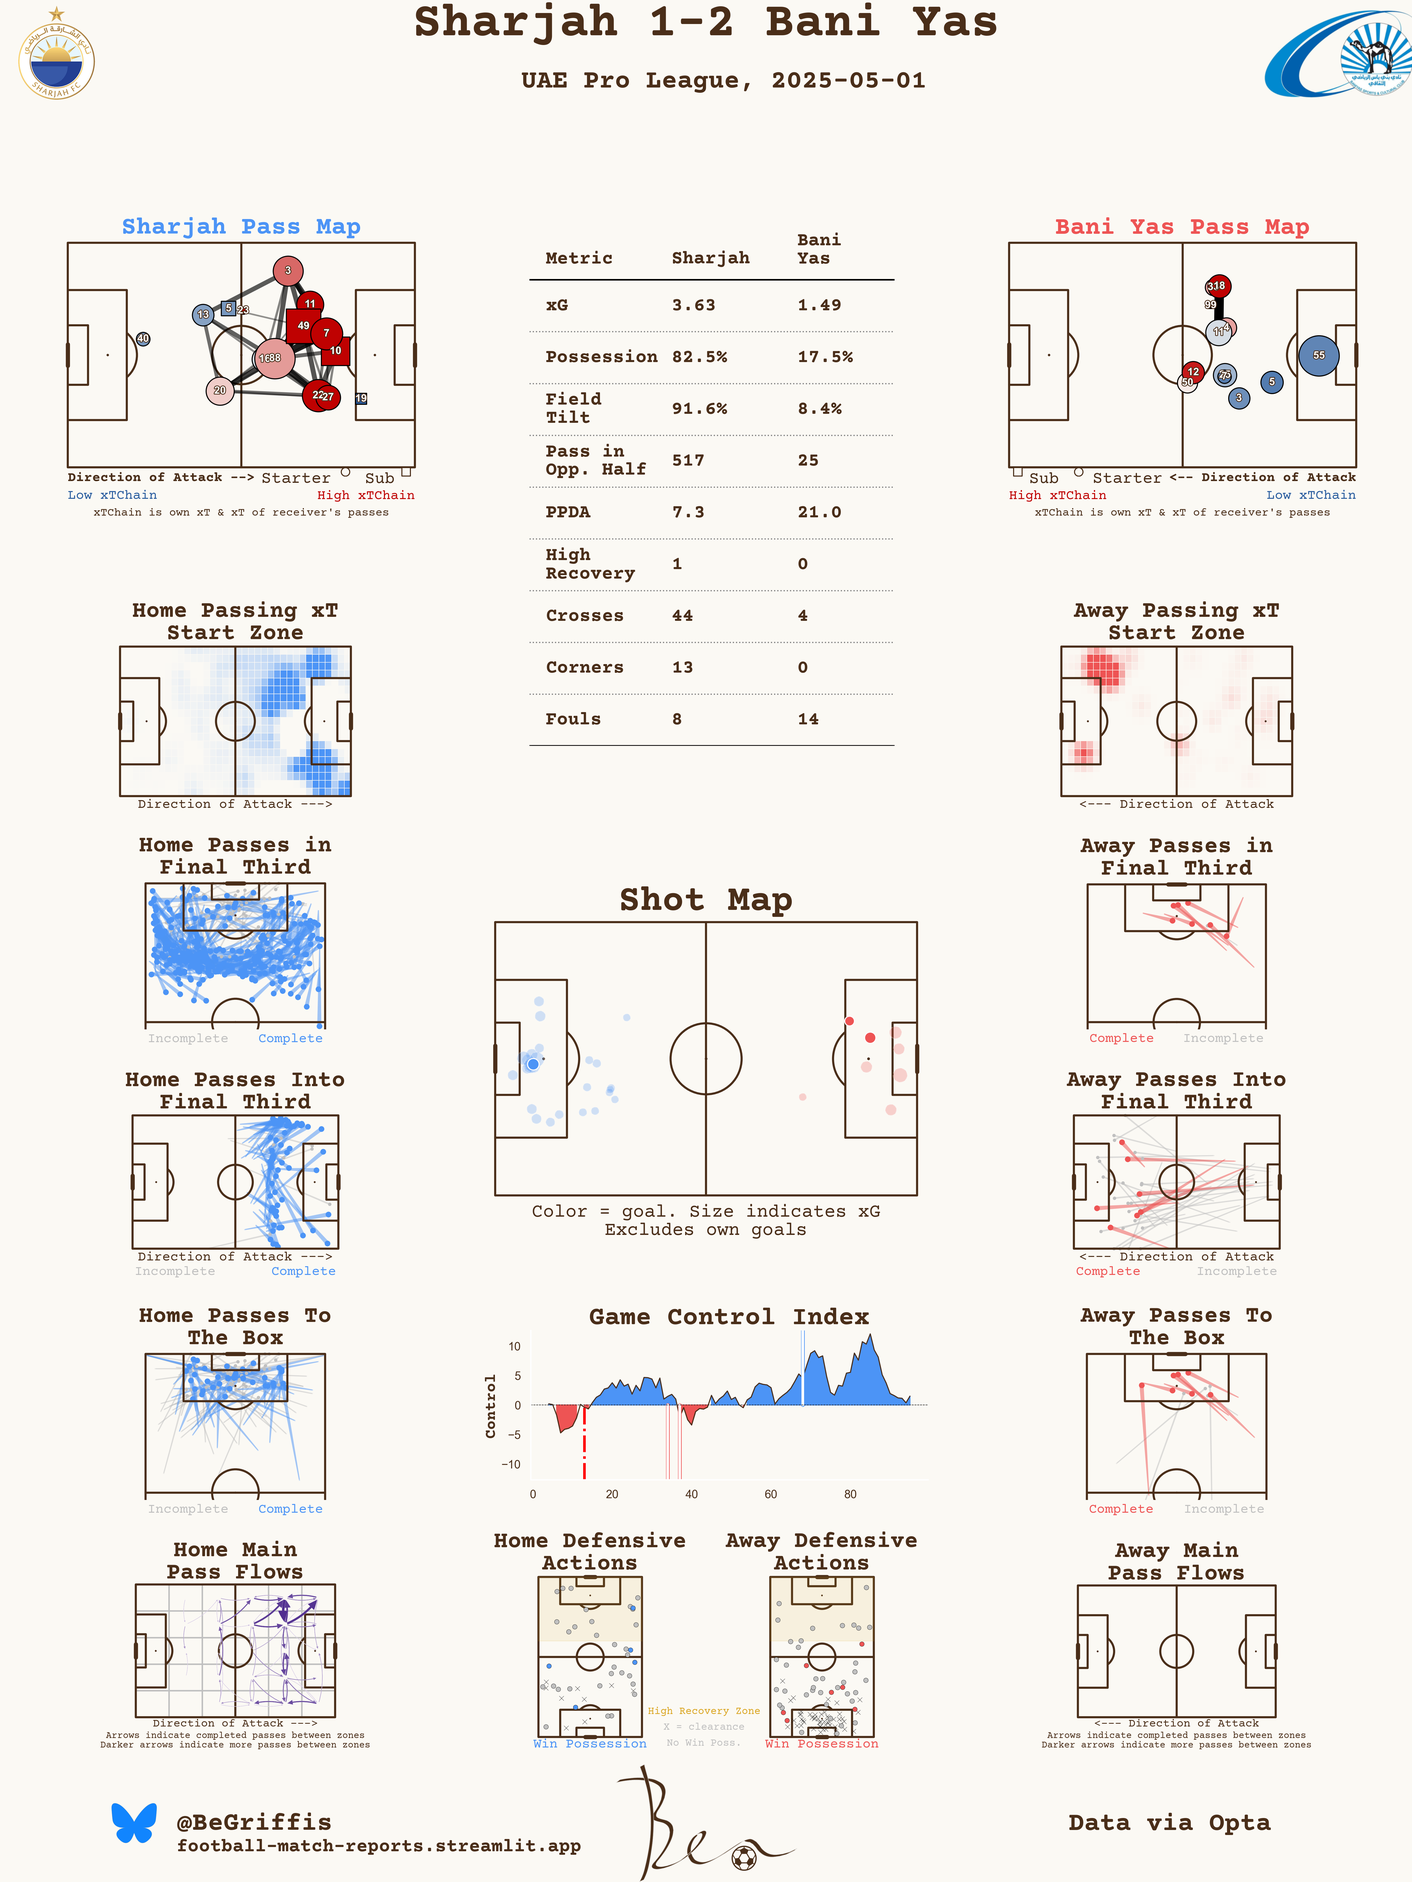 Sharjah 1-2 Bani Yas
UAE Pro League, 2025-05-01
SHARJAH FC
Sharjah Pass Map
3
11
5
23
13
49
7
40
10
16
88
20
22
27
19
Direction of Attack --> Starter Sub
Low xTChain High xTChain
xTChain is own xT & xT of receiver's passes
Metric Sharjah Bani Yas
xG 3.63 1.49
Possession 82.5% 17.5%
Field Tilt 91.6% 8.4%
Pass in Opp. Half 517 25
PPDA 7.3 21.0
High Recovery 1 0
Crosses 44 4
Corners 13 0
Fouls 8 14
Bani Yas Pass Map
18
99
11
4
55
12
50
5
3
Sub Starter <-- Direction of Attack
High xTChain Low xTChain
xTChain is own xT & xT of receiver's passes
Home Passing xT
Start Zone
Direction of Attack --->
Away Passing xT
Start Zone
<--- Direction of Attack
Home Passes in
Final Third
Incomplete Complete
Away Passes in
Final Third
Complete Incomplete
Shot Map
Color = goal. Size indicates xG
Excludes own goals
Home Passes Into
Final Third
Direction of Attack --->
Incomplete Complete
Away Passes Into
Final Third
<--- Direction of Attack
Complete Incomplete
Home Passes To
The Box
Incomplete Complete
Game Control Index
Control
10
5
0
−5
−10
0 20 40 60 80
Away Passes To
The Box
Complete Incomplete
Home Main
Pass Flows
Direction of Attack --->
Arrows indicate completed passes between zones
Darker arrows indicate more passes between zones
Home Defensive
Actions
Win Possession
Away Defensive
Actions
Win Possession
High Recovery Zone
X = clearance
No Win Poss.
Away Main
Pass Flows
<--- Direction of Attack
Arrows indicate completed passes between zones
Darker arrows indicate more passes between zones
@BeGriffis
football-match-reports.streamlit.app
Ben
Data via Opta